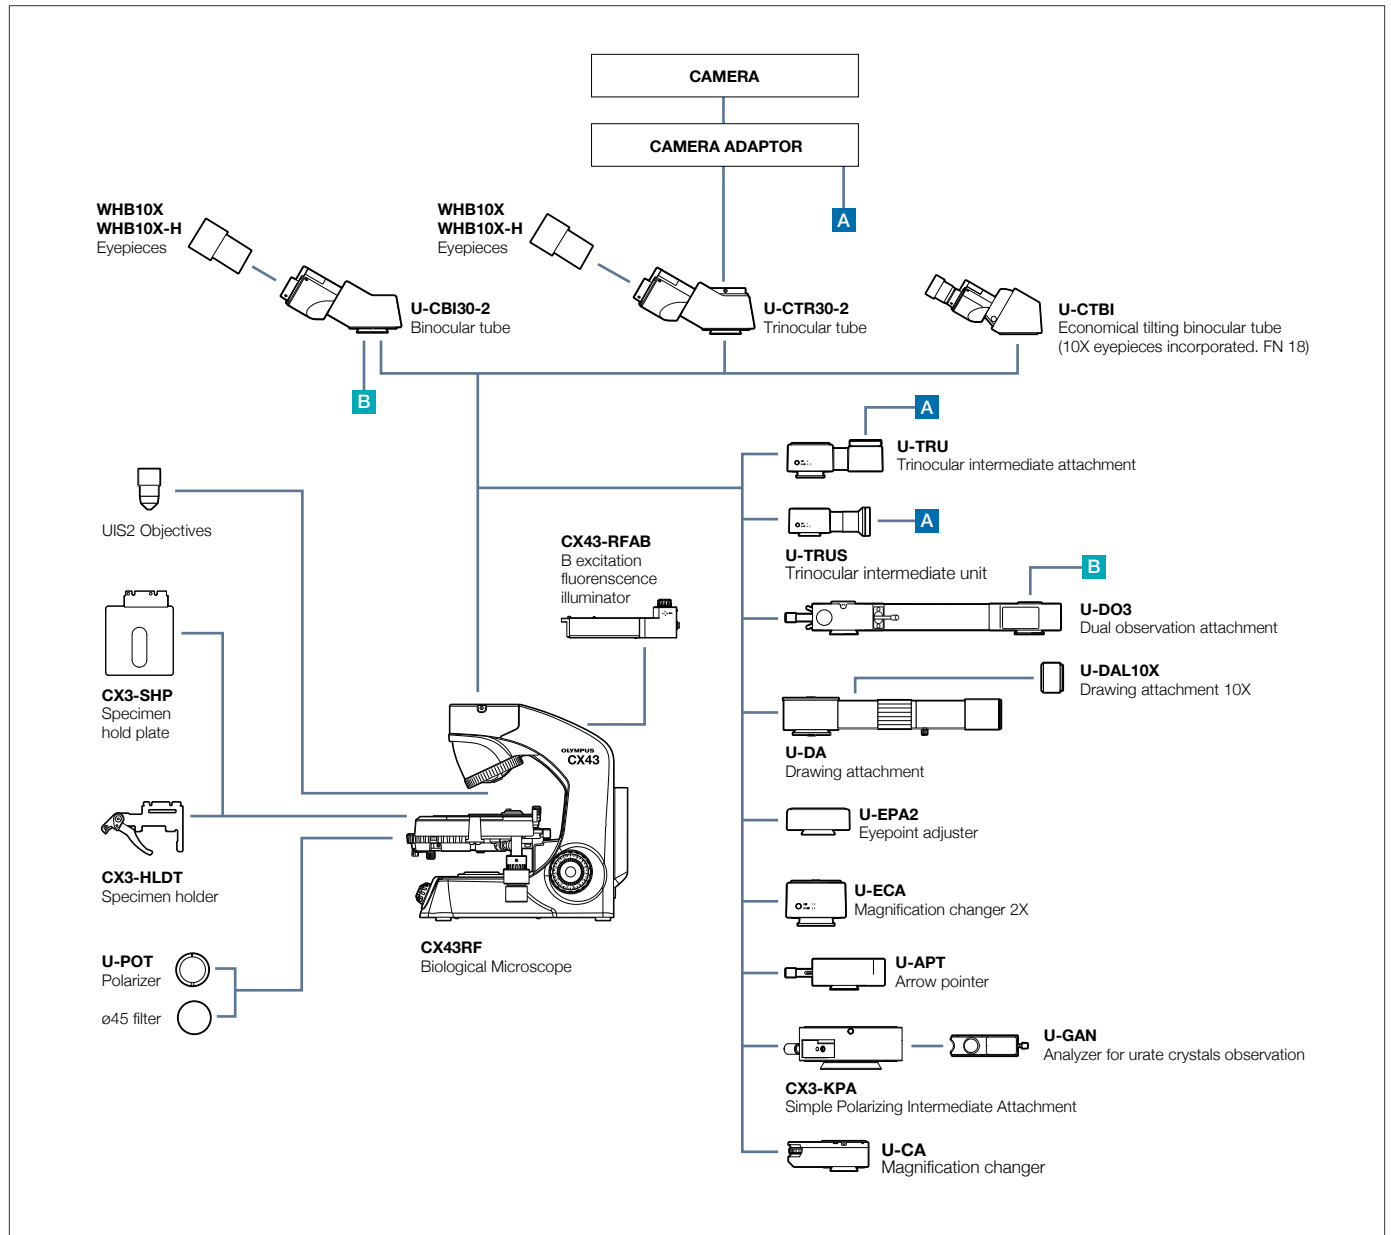 CAMERA
CAMERA ADAPTOR
A
WHB10X
WHB10X-H
Eyepieces
WHB10X
WHB10X-H
Eyepieces
U-CBI30-2
Binocular tube
U-CTR30-2
Trinocular tube
U-CTBI
Economical tilting binocular tube
(10X eyepieces incorporated. FN 18)
B
A
U-TRU
Trinocular intermediate attachment
UIS2 Objectives
A
U-TRUS
Trinocular intermediate unit
CX43-RFAB
B excitation
fluorenscence
illuminator
B
U-DO3
Dual observation attachment
U-DAL10X
Drawing attachment 10X
CX3-SHP
Specimen
hold plate
OLYMPUS
CX43
U-DA
Drawing attachment
U-EPA2
Eyepoint adjuster
CX3-HLDT
Specimen holder
U-ECA
Magnification changer 2X
CX43RF
Biological Microscope
U-POT
Polarizer
ø45 filter
U-APT
Arrow pointer
U-GAN
Analyzer for urate crystals observation
CX3-KPA
Simple Polarizing Intermediate Attachment
U-CA
Magnification changer